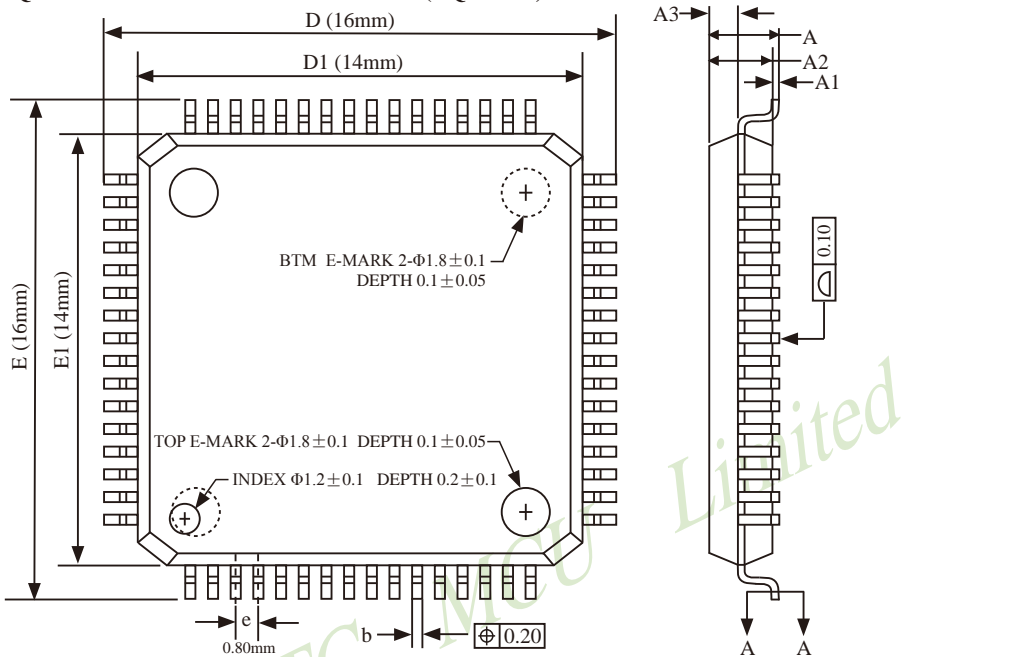 D (16mm)
D1 (14mm)
A3
A
A2
A1
E (16mm)
E1 (14mm)
BTM E-MARK 2-Φ1.8±0.1
DEPTH 0.1±0.05
0.10
TOP E-MARK 2-Φ1.8±0.1 DEPTH 0.1±0.05
INDEX Φ1.2±0.1 DEPTH 0.2±0.1
MCU Limited
e
0.80mm
b
0.20
A A